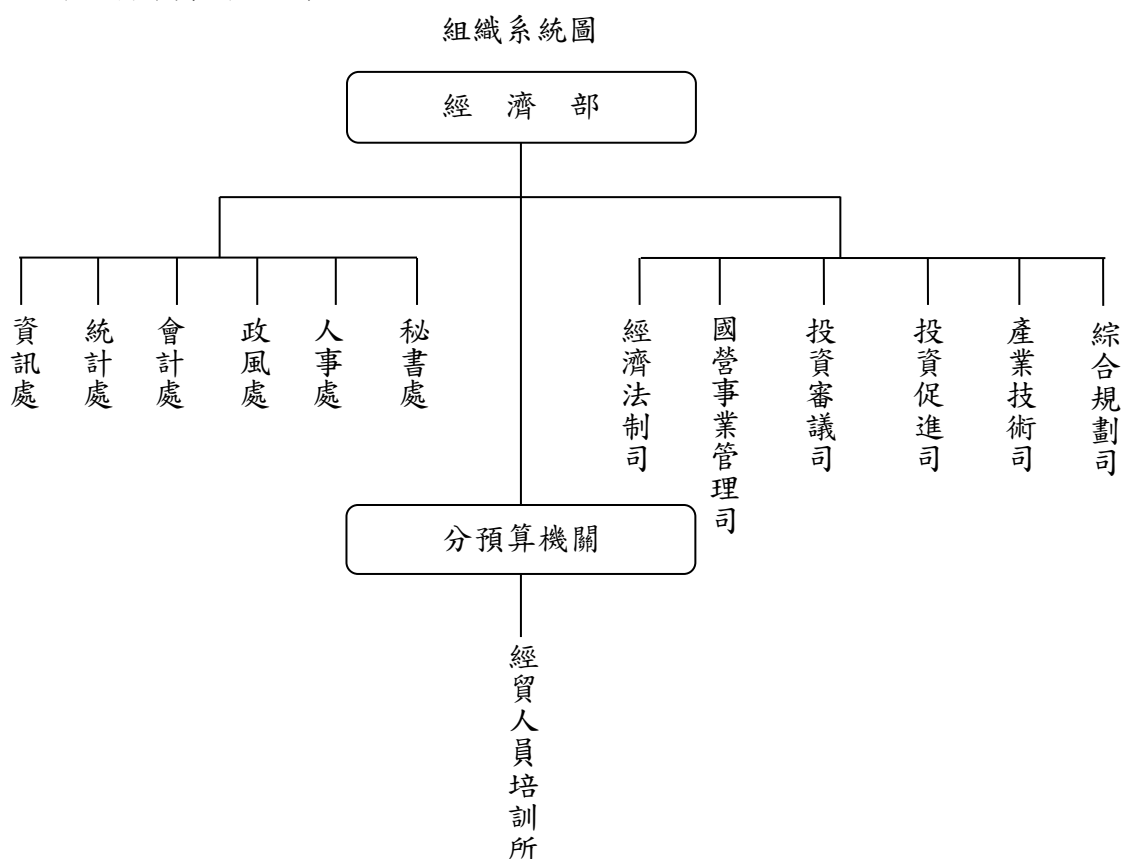 組織系統圖
經濟部
資訊處
統計處
會計處
政風處
人事處
秘書處
經濟法制司
國營事業管理司
投資審議司
投資促進司
產業技術司
綜合規劃司
分預算機關
經貿人員培訓所